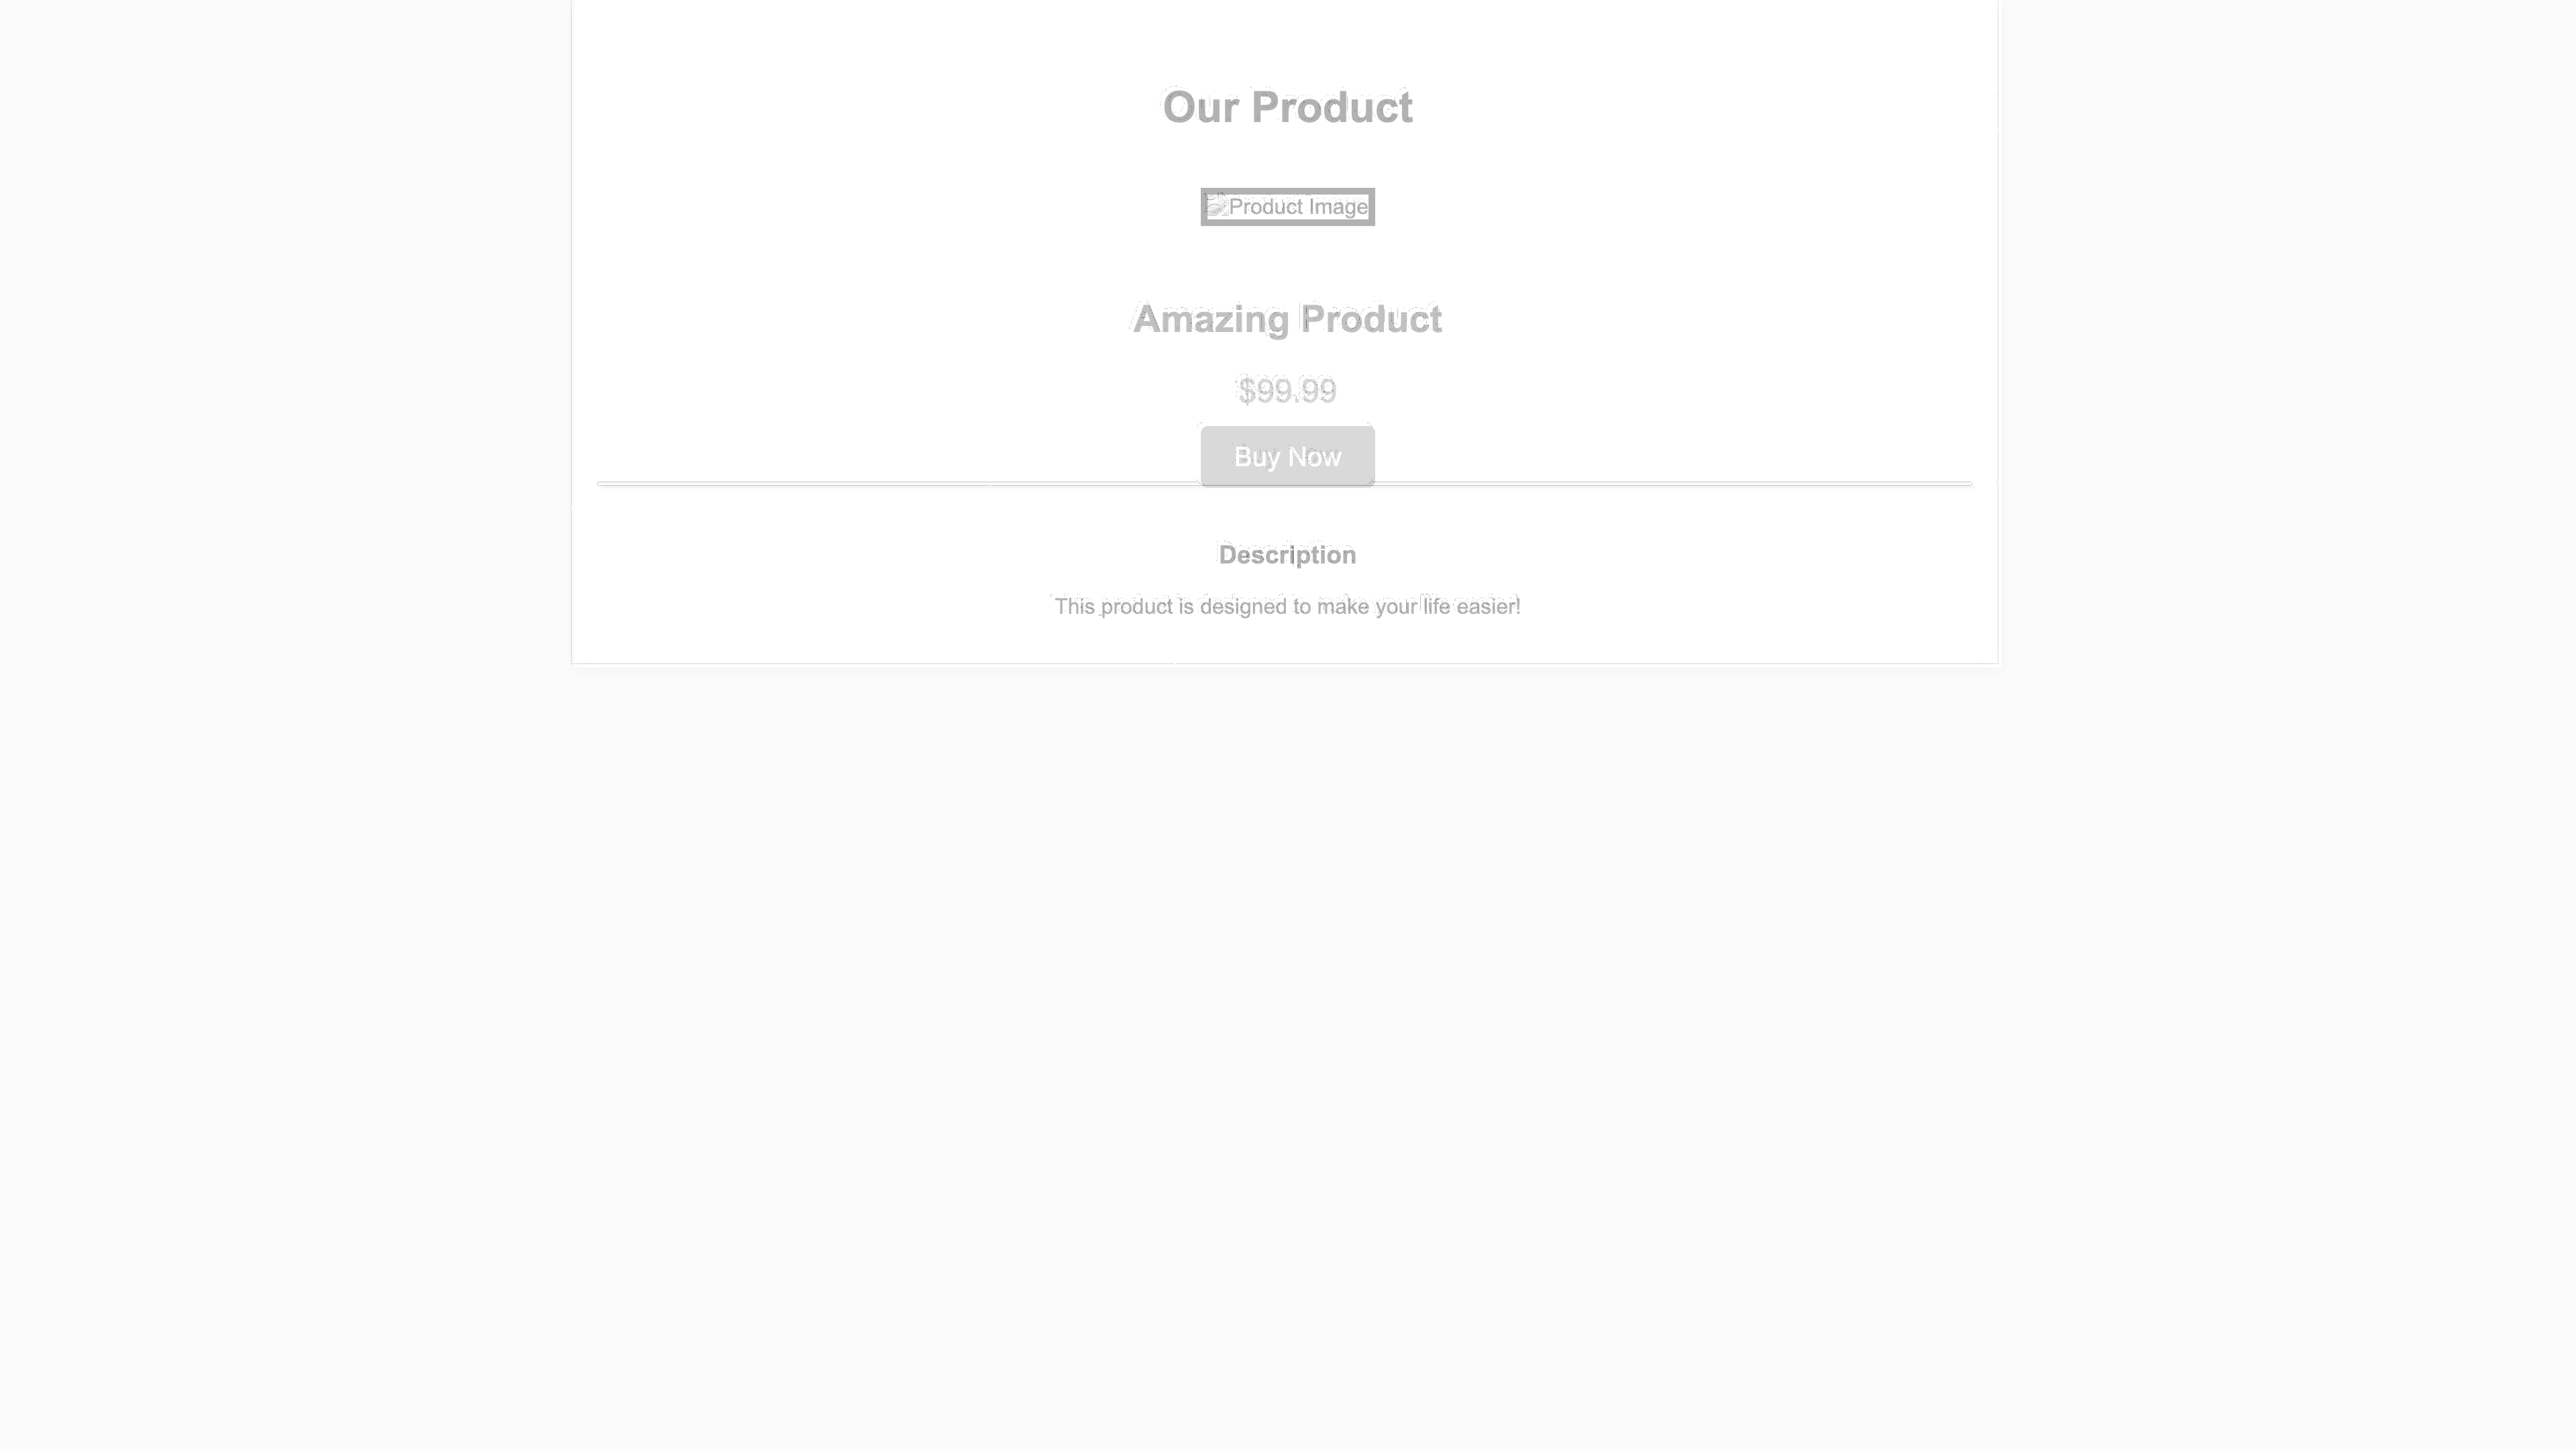 Our Product
Product Image
Amazing Product
$99.99
Buy Now
Description
This product is designed to make your life easier!